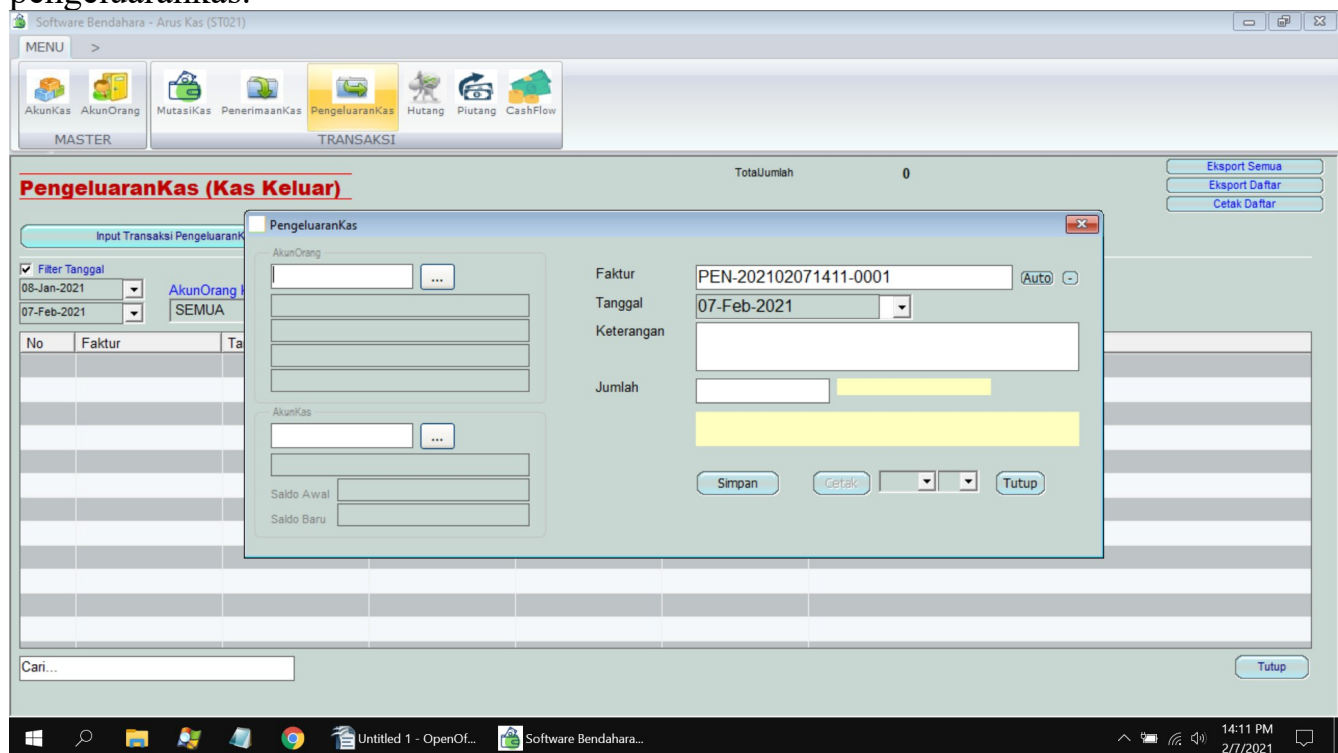 pengeluarankas.
Software Bendahara - Arus Kas (ST021)
MENU >
AkunKas AkunOrang MutasiKas PenerimaanKas PengeluaranKas Hutang Piutang CashFlow
MASTER TRANSAKSI
TotalJumlah 0
Eksport Semua
Eksport Daftar
Cetak Daftar
PengeluaranKas (Kas Keluar)
Input Transaksi PengeluaranK
Filter Tanggal
08-Jan-2021
07-Feb-2021
AkunOrang
SEMUA
No Faktur Ta
PengeluaranKas
AkunOrang
...
AkunKas
...
Saldo Awal
Saldo Baru
Faktur PEN-202102071411-0001 Auto -
Tanggal 07-Feb-2021
Keterangan
Jumlah
Simpan Cetak Tutup
Cari...
Tutup
Untitled 1 - OpenOf... Software Bendahara...
14:11 PM
2/7/2021